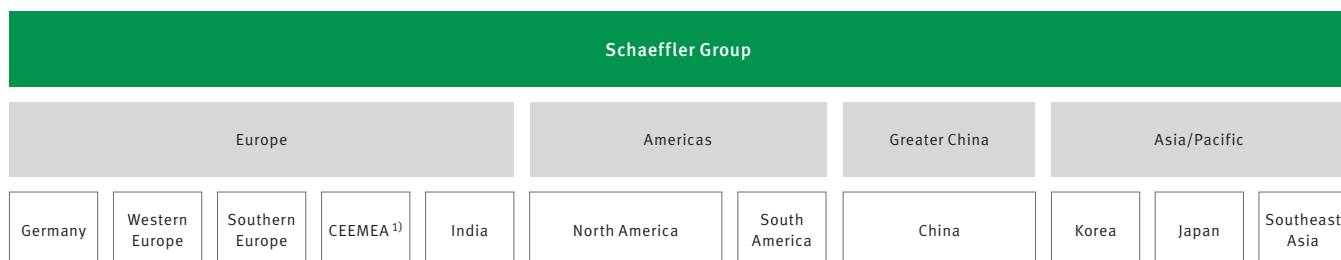 Schaeffler Group
Europe
Americas
Greater China
Asia/Pacific
Germany
Western
Europe
Southern
Europe
CEEMEA 1)
India
North America
South
America
China
Korea
Japan
Southeast
Asia